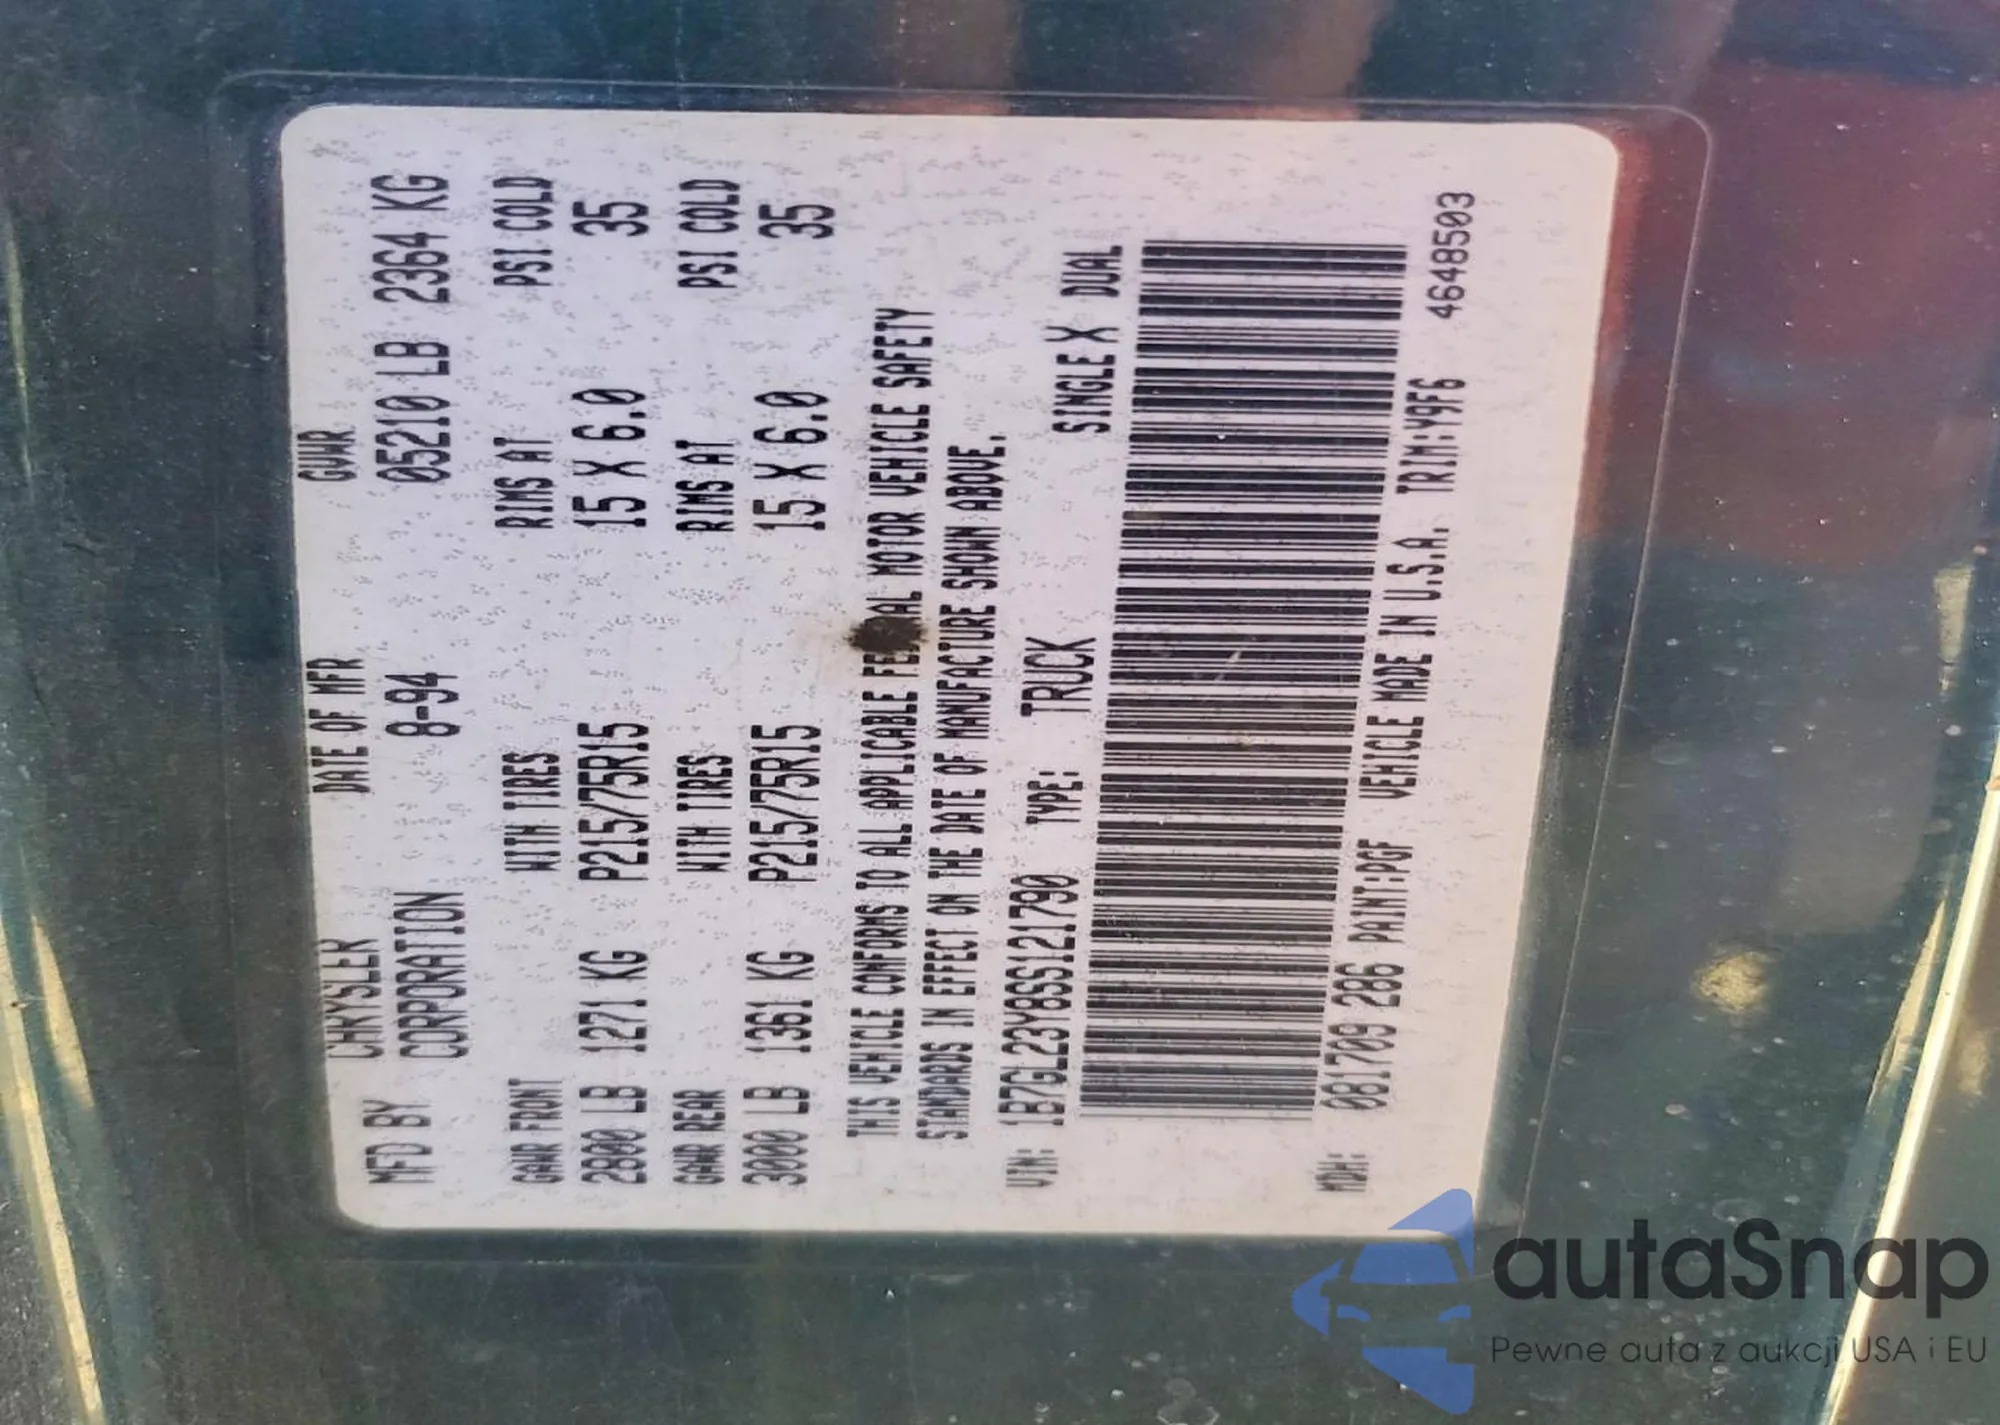 MFD BY CHRYSLER DATE OF MFR GVWR
CORPORATION 8-94 05210 LB 2364 KG
GAWR FRONT WITH TIRES RIMS AT PSI COLD
2800 LB 1271 KG P215/75R15 15 X 6.0 35
GAWR REAR WITH TIRES RIMS AT PSI COLD
3000 LB 1361 KG P215/75R15 15 X 6.0 35
THIS VEHICLE CONFORMS TO ALL APPLICABLE MOTOR VEHICLE SAFETY
STANDARDS IN EFFECT ON THE DATE OF MANUFACTURE SHOWN ABOVE.
VIN: 1B7GL23Y8SS121790 TYPE: TRUCK SINGLE X DUAL
MDH: 081709 286 PAINT:PGF VEHICLE MADE IN U.S.A. TRIM:Y9F6 4648503
autaSnap
Pewne auta z aukcji USA i EU